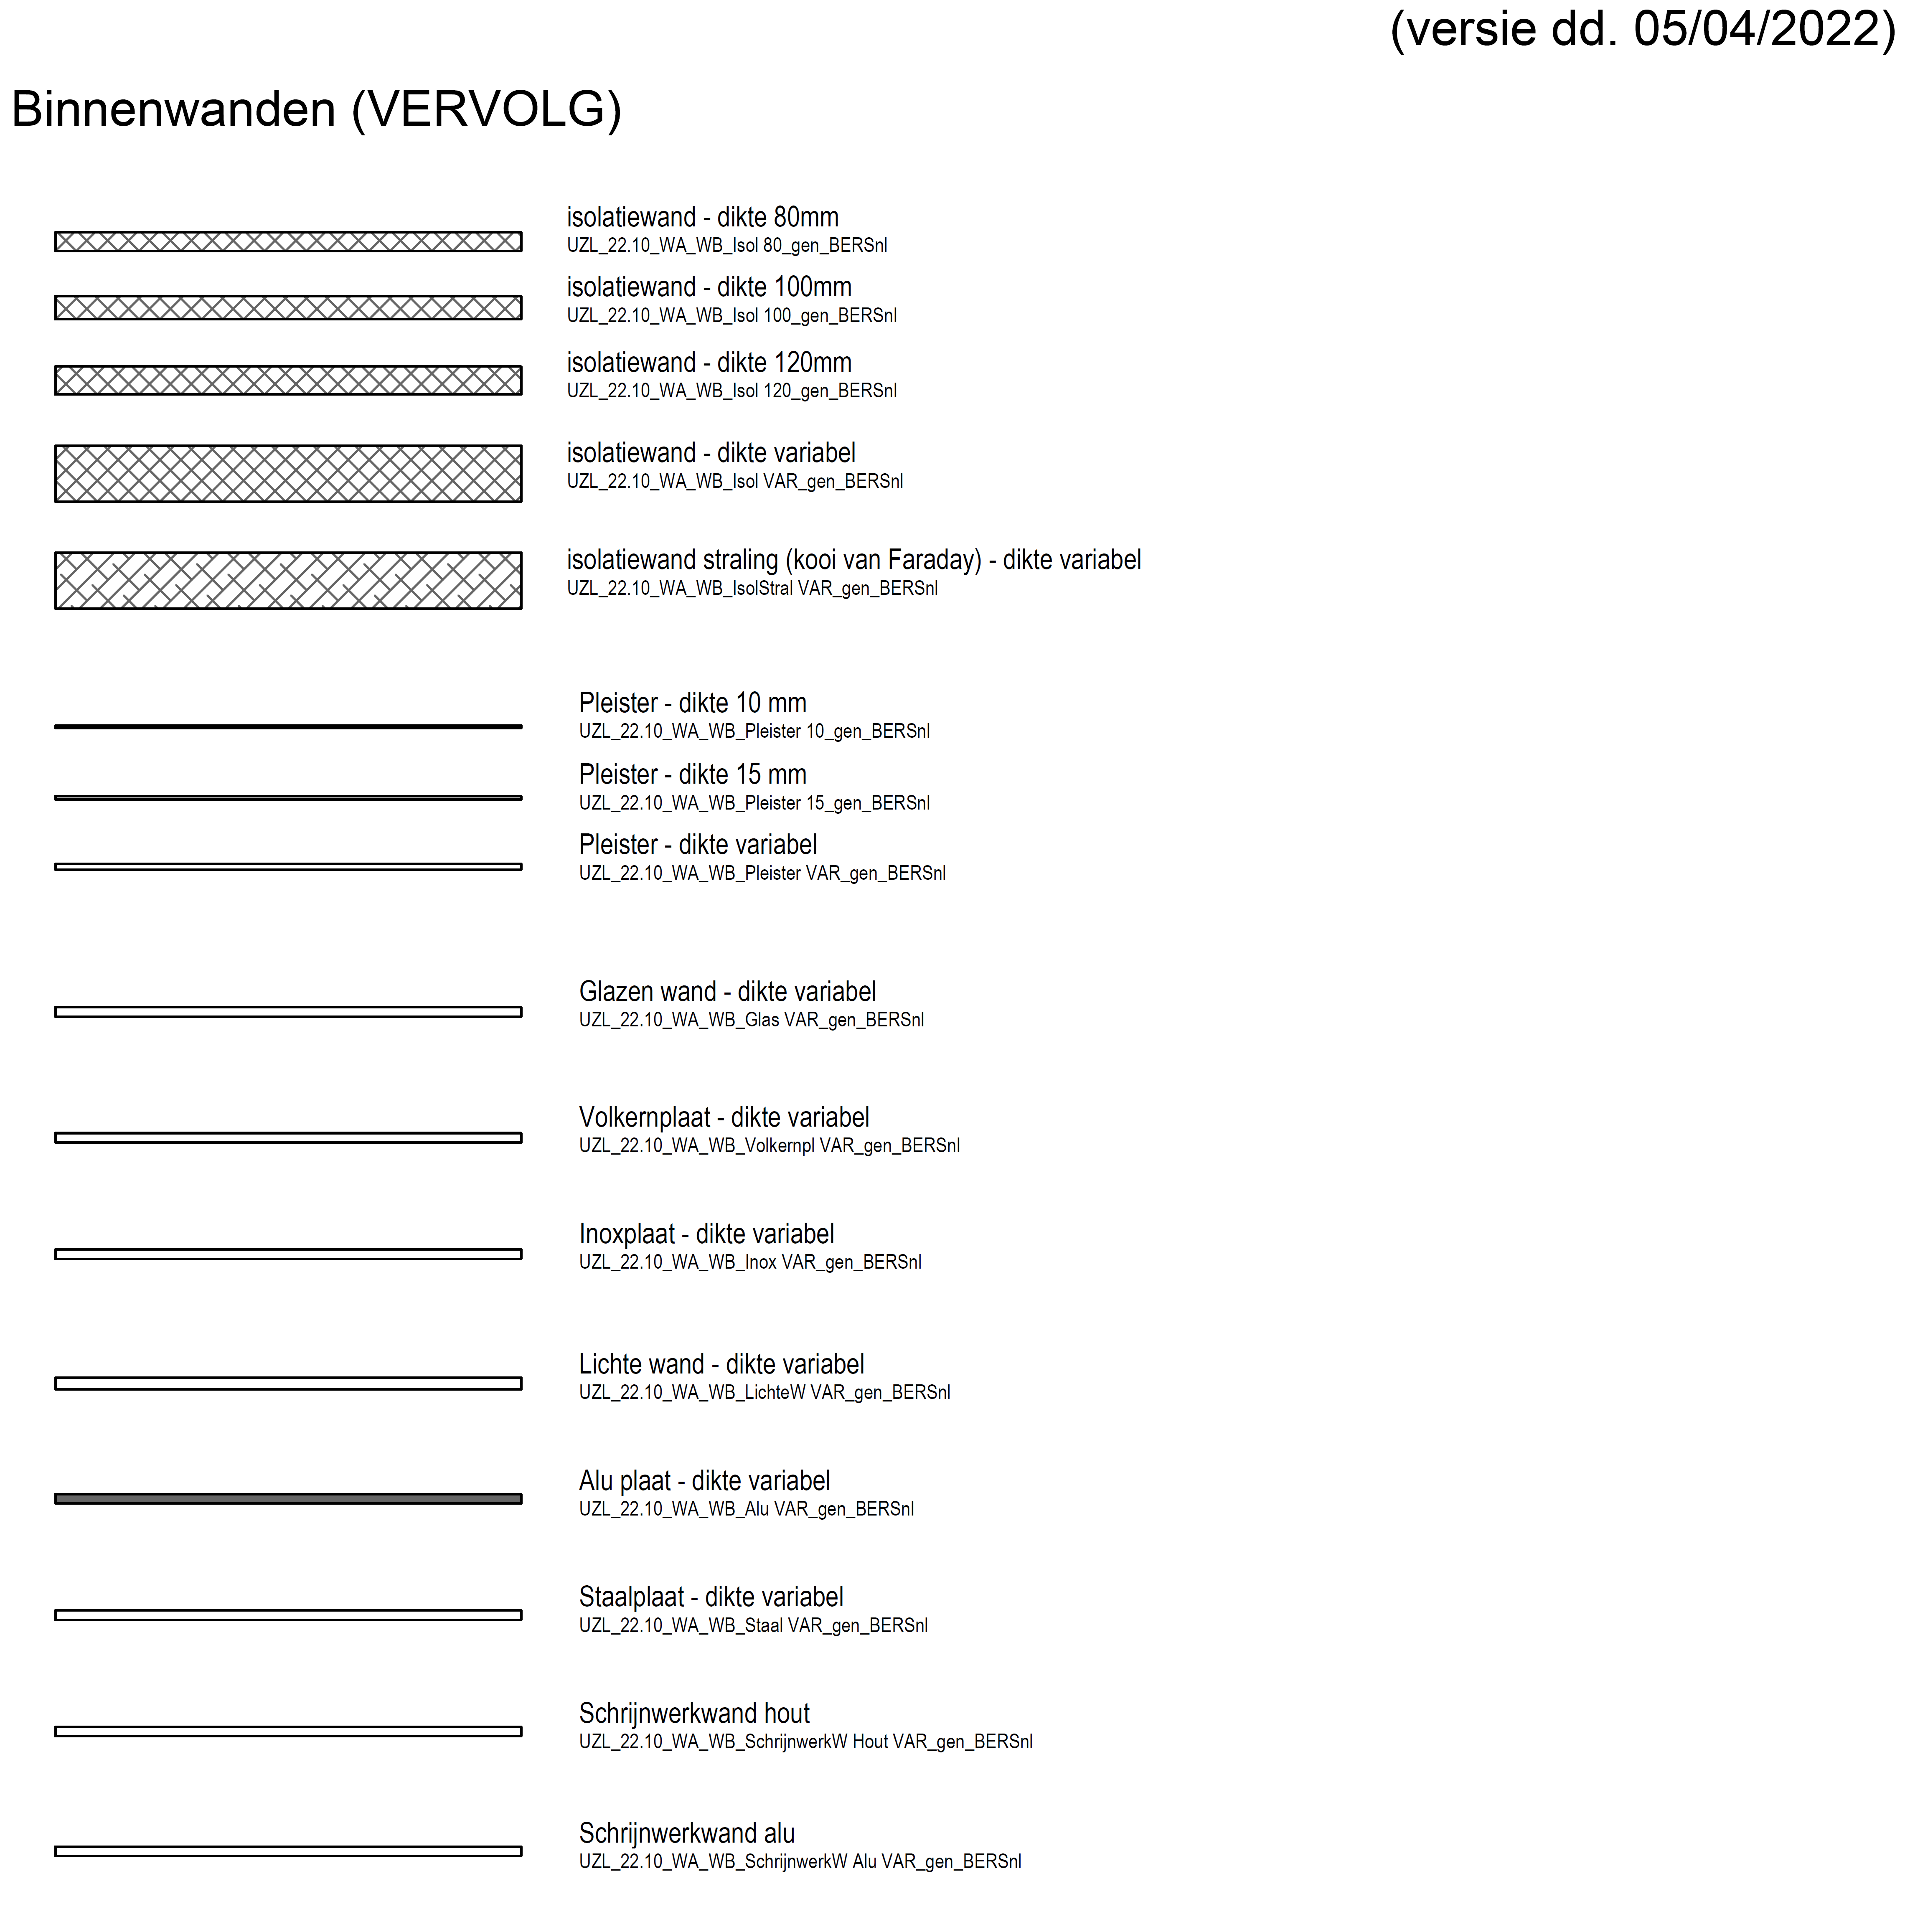 (versie dd. 05/04/2022)
Binnenwanden (VERVOLG)
isolatiewand - dikte 80mm
UZL_22.10_WA_WB_Isol 80_gen_BERSnl
isolatiewand - dikte 100mm
UZL_22.10_WA_WB_Isol 100_gen_BERSnl
isolatiewand - dikte 120mm
UZL_22.10_WA_WB_Isol 120_gen_BERSnl
isolatiewand - dikte variabel
UZL_22.10_WA_WB_Isol VAR_gen_BERSnl
isolatiewand straling (kooi van Faraday) - dikte variabel
UZL_22.10_WA_WB_IsolStral VAR_gen_BERSnl
Pleister - dikte 10 mm
UZL_22.10_WA_WB_Pleister 10_gen_BERSnl
Pleister - dikte 15 mm
UZL_22.10_WA_WB_Pleister 15_gen_BERSnl
Pleister - dikte variabel
UZL_22.10_WA_WB_Pleister VAR_gen_BERSnl
Glazen wand - dikte variabel
UZL_22.10_WA_WB_Glas VAR_gen_BERSnl
Volkernplaat - dikte variabel
UZL_22.10_WA_WB_Volkernpl VAR_gen_BERSnl
Inoxplaat - dikte variabel
UZL_22.10_WA_WB_Inox VAR_gen_BERSnl
Lichte wand - dikte variabel
UZL_22.10_WA_WB_LichteW VAR_gen_BERSnl
Alu plaat - dikte variabel
UZL_22.10_WA_WB_Alu VAR_gen_BERSnl
Staalplaat - dikte variabel
UZL_22.10_WA_WB_Staal VAR_gen_BERSnl
Schrijnwerkwand hout
UZL_22.10_WA_WB_SchrijnwerkW Hout VAR_gen_BERSnl
Schrijnwerkwand alu
UZL_22.10_WA_WB_SchrijnwerkW Alu VAR_gen_BERSnl